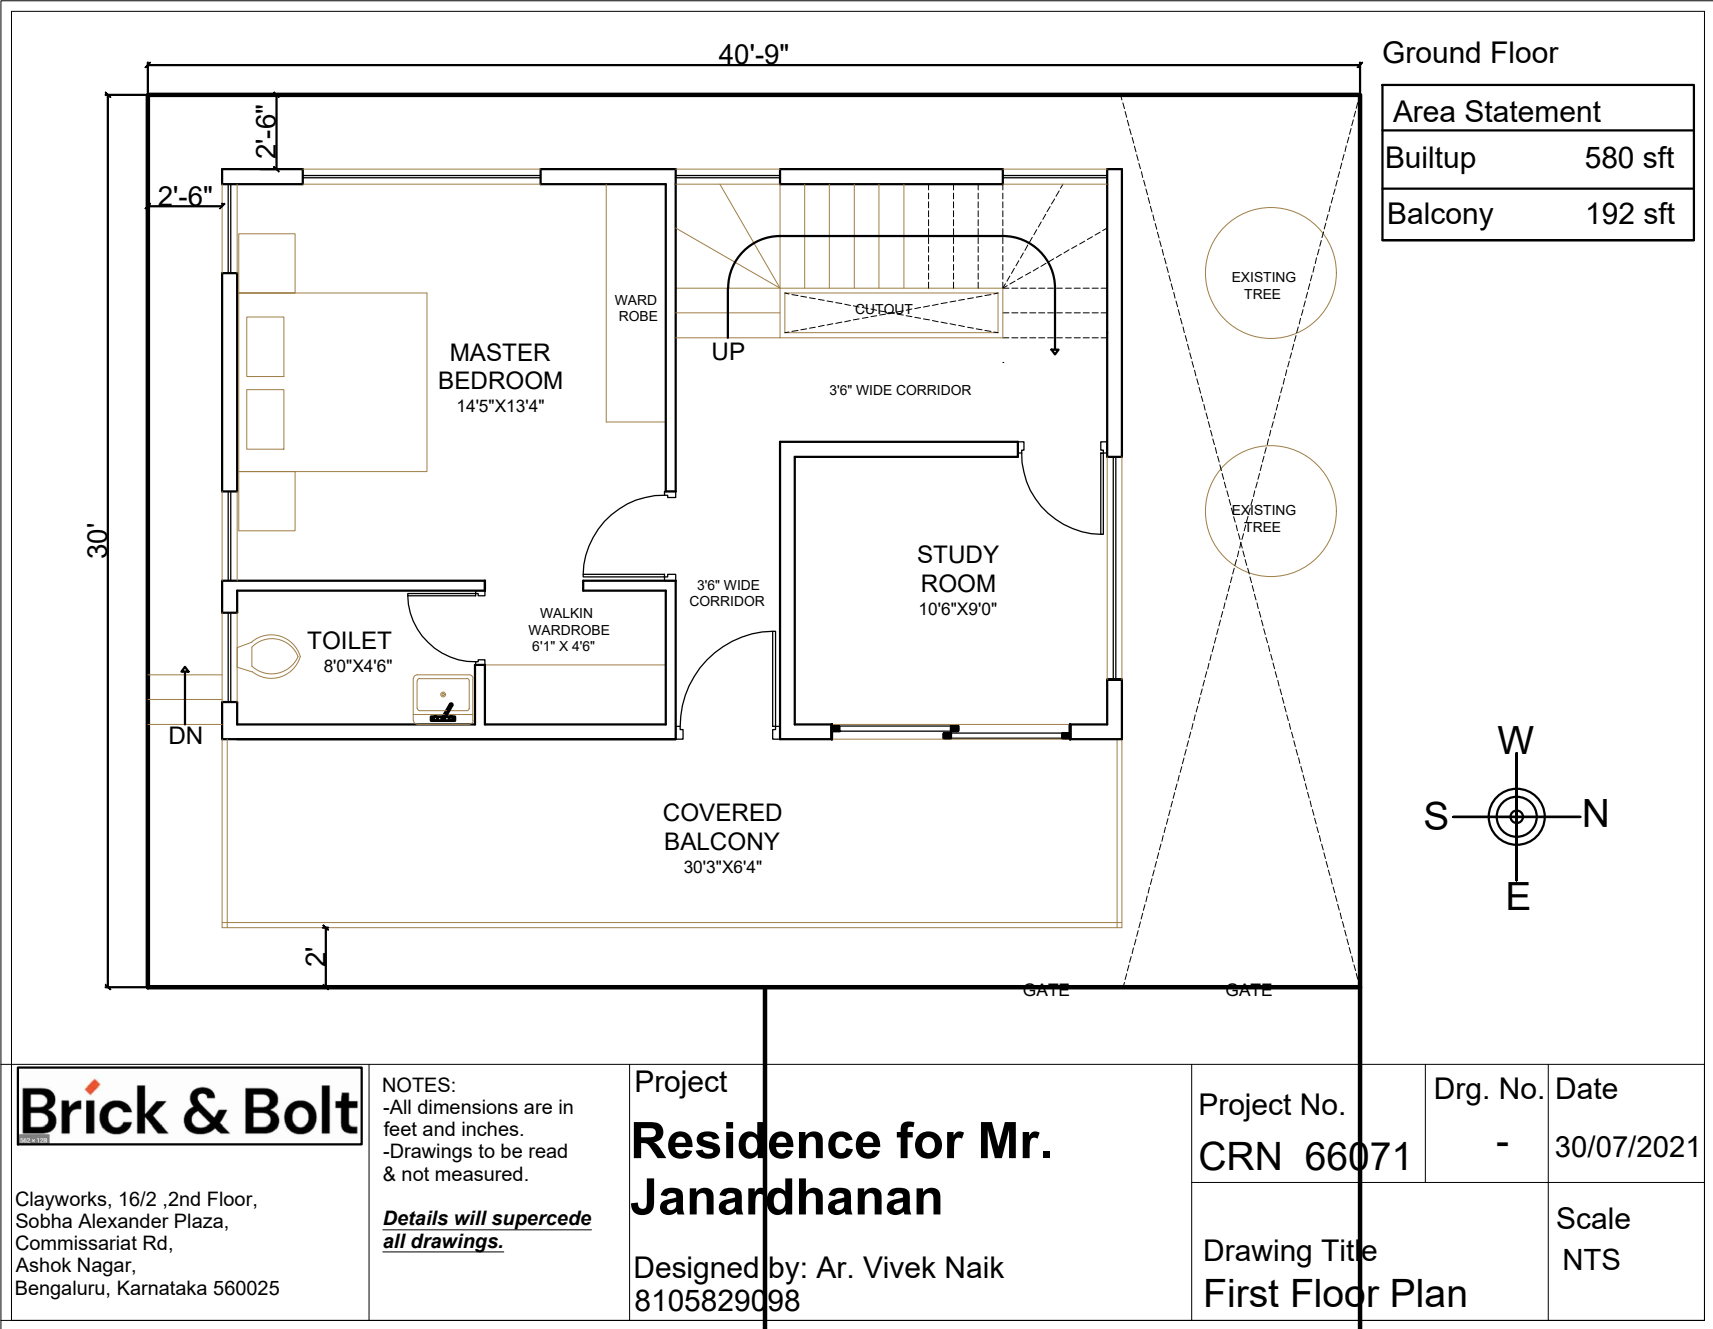 40'-9"
Ground Floor
Area Statement
Builtup 580 sft
Balcony 192 sft
2'-6"
2'-6"
30'
WARD
ROBE
MASTER
BEDROOM
14'5"X13'4"
CUTOUT
UP
3'6" WIDE CORRIDOR
EXISTING
TREE
EXISTING
TREE
STUDY
ROOM
10'6"X9'0"
3'6" WIDE
CORRIDOR
WALKIN
WARDROBE
6'1" X 4'6"
TOILET
8'0"X4'6"
DN
COVERED
BALCONY
30'3"X6'4"
2'
GATE
GATE
W
S
N
E
Brick & Bolt
Clayworks, 16/2 ,2nd Floor,
Sobha Alexander Plaza,
Commissariat Rd,
Ashok Nagar,
Bengaluru, Karnataka 560025
NOTES:
-All dimensions are in
feet and inches.
-Drawings to be read
& not measured.
Details will supercede
all drawings.
Project
Residence for Mr.
Janardhanan
Designed by: Ar. Vivek Naik
8105829098
Project No.
CRN 66071
Drg. No.
-
Date
30/07/2021
Drawing Title
First Floor Plan
Scale
NTS